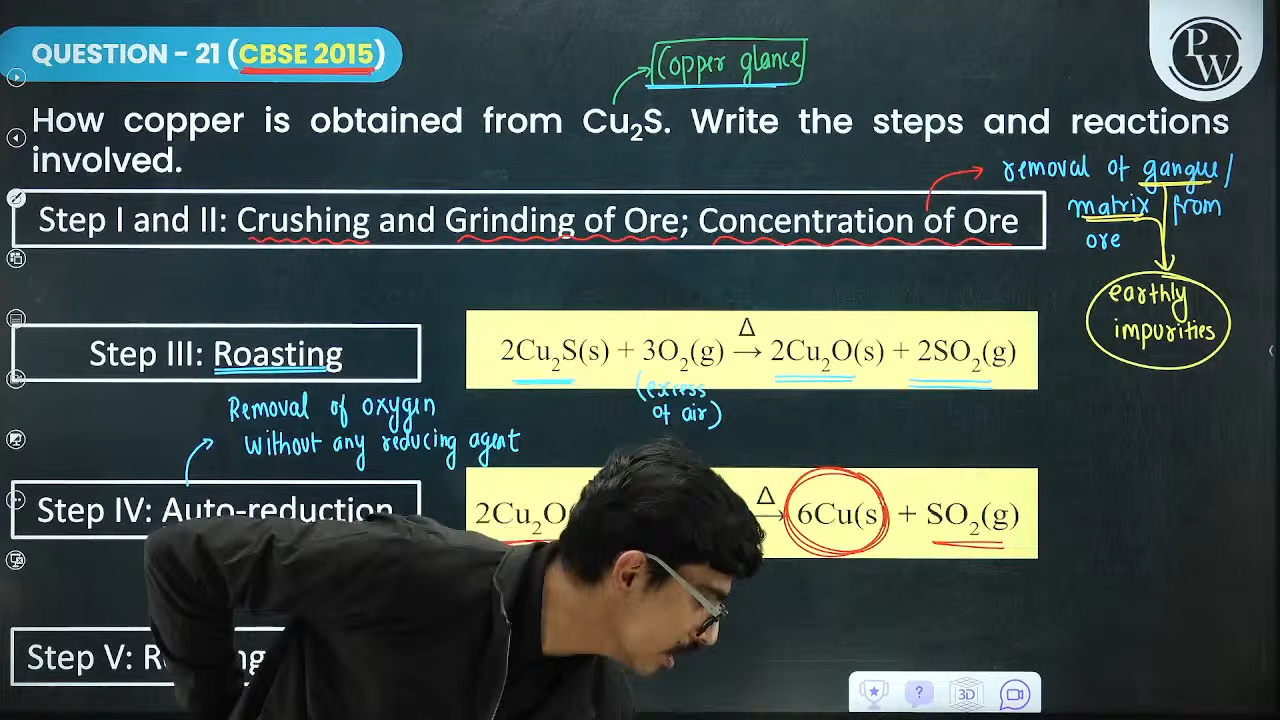 QUESTION - 21 (CBSE 2015)
Copper glance
PW
How copper is obtained from Cu₂S. Write the steps and reactions
involved.
removal of gangue/
matrix from
ore
Step I and II: Crushing and Grinding of Ore; Concentration of Ore
earthly
impurities
Step III: Roasting
2Cu₂S(s) + 3O₂(g) →Δ 2Cu₂O(s) + 2SO₂(g)
(excess
of air)
Removal of oxygen
without any reducing agent
Step IV: Auto-reduction
2Cu₂O
Δ → 6Cu(s) + SO₂(g)
Step V:
?
3D